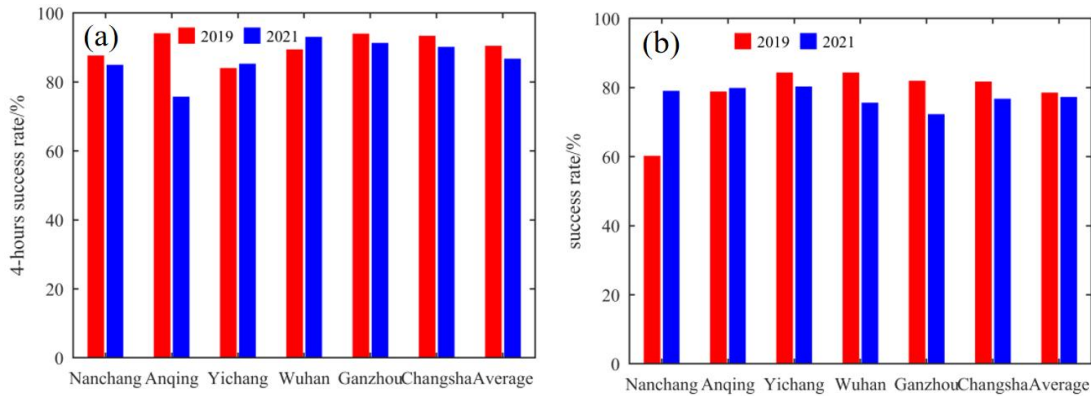 (a)
2019 2021
4-hours success rate/%
100
80
60
40
20
0
Nanchang Anqing Yichang Wuhan Ganzhou Changsha Average
(b)
2019 2021
success rate/%
100
80
60
40
20
0
Nanchang Anqing Yichang Wuhan Ganzhou Changsha Average